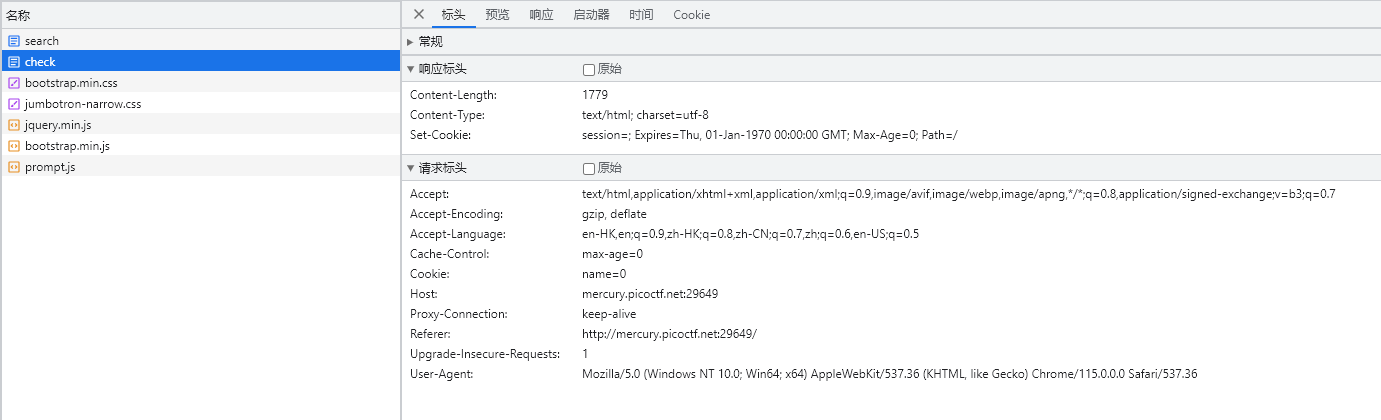 名称
search
check
bootstrap.min.css
jumbotron-narrow.css
jquery.min.js
bootstrap.min.js
prompt.js
标头 预览 响应 启动器 时间 Cookie
常规
响应标头 原始
Content-Length: 1779
Content-Type: text/html; charset=utf-8
Set-Cookie: session=; Expires=Thu, 01-Jan-1970 00:00:00 GMT; Max-Age=0; Path=/
请求标头 原始
Accept: text/html,application/xhtml+xml,application/xml;q=0.9,image/avif,image/webp,image/apng,*/*;q=0.8,application/signed-exchange;v=b3;q=0.7
Accept-Encoding: gzip, deflate
Accept-Language: en-HK,en;q=0.9,zh-HK;q=0.8,zh-CN;q=0.7,zh;q=0.6,en-US;q=0.5
Cache-Control: max-age=0
Cookie: name=0
Host: mercury.picoctf.net:29649
Proxy-Connection: keep-alive
Referer: http://mercury.picoctf.net:29649/
Upgrade-Insecure-Requests: 1
User-Agent: Mozilla/5.0 (Windows NT 10.0; Win64; x64) AppleWebKit/537.36 (KHTML, like Gecko) Chrome/115.0.0.0 Safari/537.36